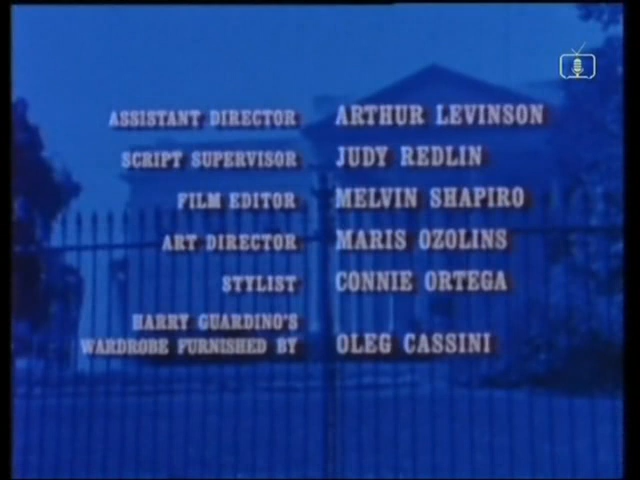 ASSISTANT DIRECTOR ARTHUR LEVINSON
SCRIPT SUPERVISOR JUDY REDLIN
FILM EDITOR MELVIN SHAPIRO
ART DIRECTOR MARIS OZOLINS
STYLIST CONNIE ORTEGA
HARRY GUARDINO'S
WARDROBE FURNISHED BY OLEG CASSINI